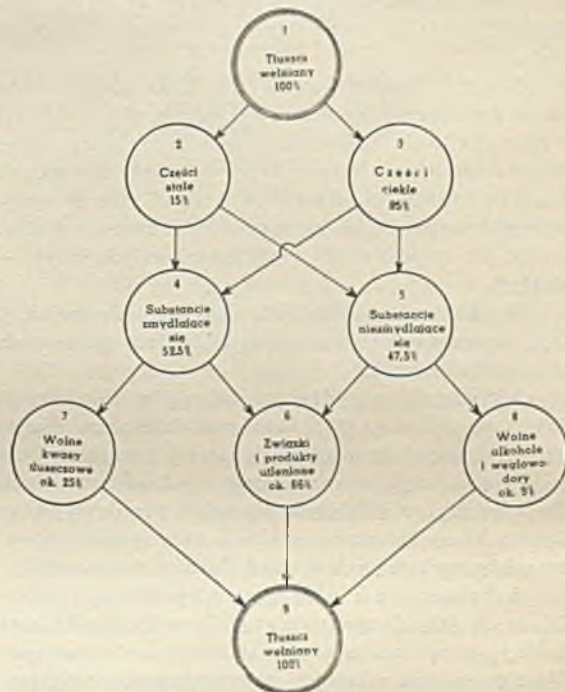 1
Tłuszcz
wełniany
100%
2
Części
stałe
15%
3
Części
ciekłe
85%
4
Substancje
zmydlające
się
52,5%
5
Substancje
niezmydlające
się
47,5%
7
Wolne
kwasy
tłuszczowe
ok. 25%
6
Związki
i produkty
utlenione
ok. 66%
8
Wolne
alkohole
i węglowo-
dory
ok. 9%
9
Tłuszcz
wełniany
100%